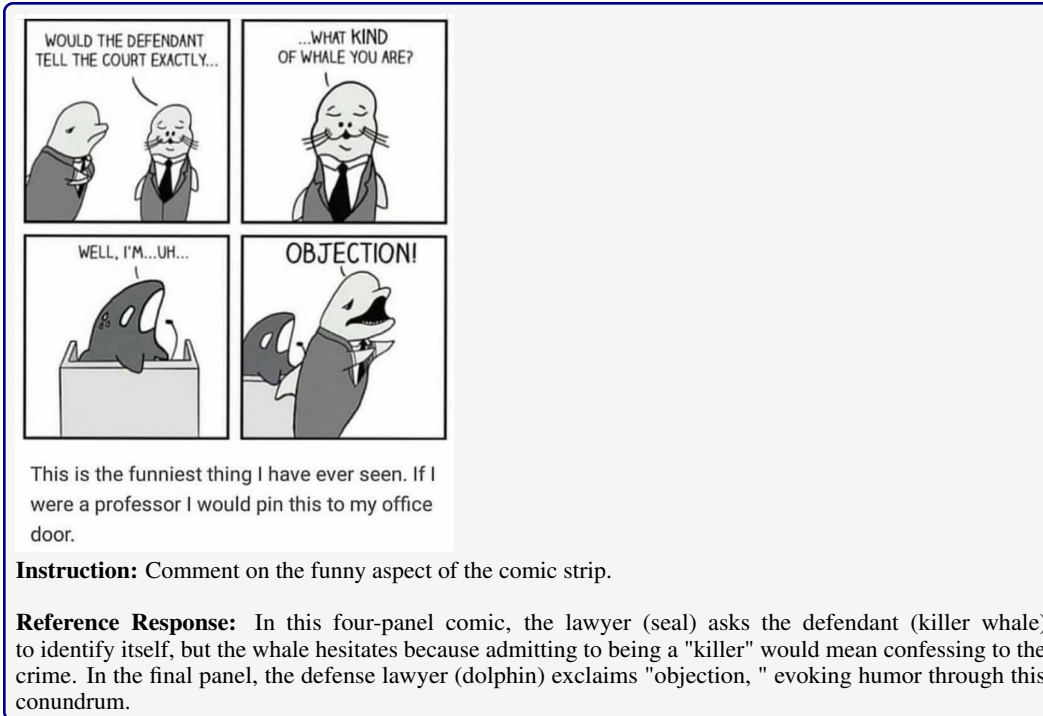 WOULD THE DEFENDANT
TELL THE COURT EXACTLY...
...WHAT KIND
OF WHALE YOU ARE?
WELL, I'M...UH...
OBJECTION!
This is the funniest thing I have ever seen. If I
were a professor I would pin this to my office
door.
Instruction: Comment on the funny aspect of the comic strip.
Reference Response: In this four-panel comic, the lawyer (seal) asks the defendant (killer whale)
to identify itself, but the whale hesitates because admitting to being a "killer" would mean confessing to the
crime. In the final panel, the defense lawyer (dolphin) exclaims "objection, " evoking humor through this
conundrum.